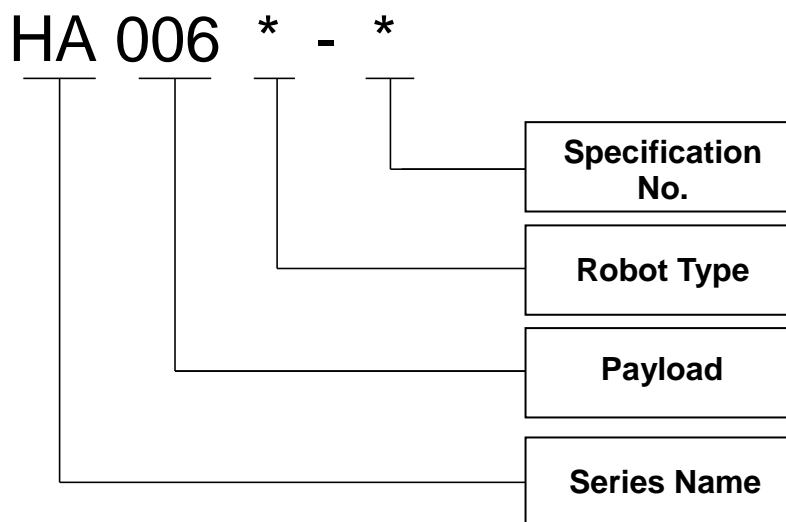 HA 006 * - *
Specification
No.
Robot Type
Payload
Series Name